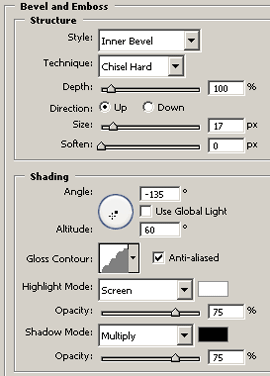 Bevel and Emboss
Structure
Style: Inner Bevel
Technique: Chisel Hard
Depth: 100 %
Direction: Up Down
Size: 17 px
Soften: 0 px
Shading
Angle: -135 °
Use Global Light
Altitude: 60 °
Gloss Contour: Anti-aliased
Highlight Mode: Screen
Opacity: 75 %
Shadow Mode: Multiply
Opacity: 75 %